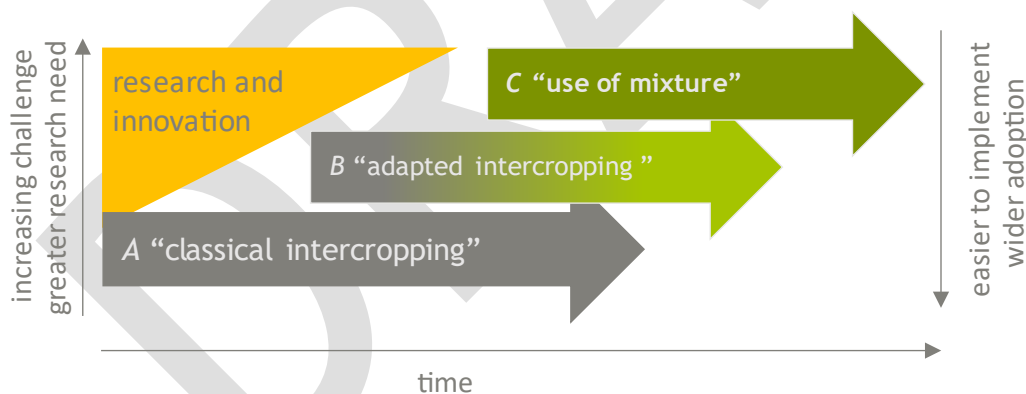 increasing challenge
greater research need
research and
innovation
C “use of mixture”
B “adapted intercropping ”
A “classical intercropping”
easier to implement
wider adoption
time